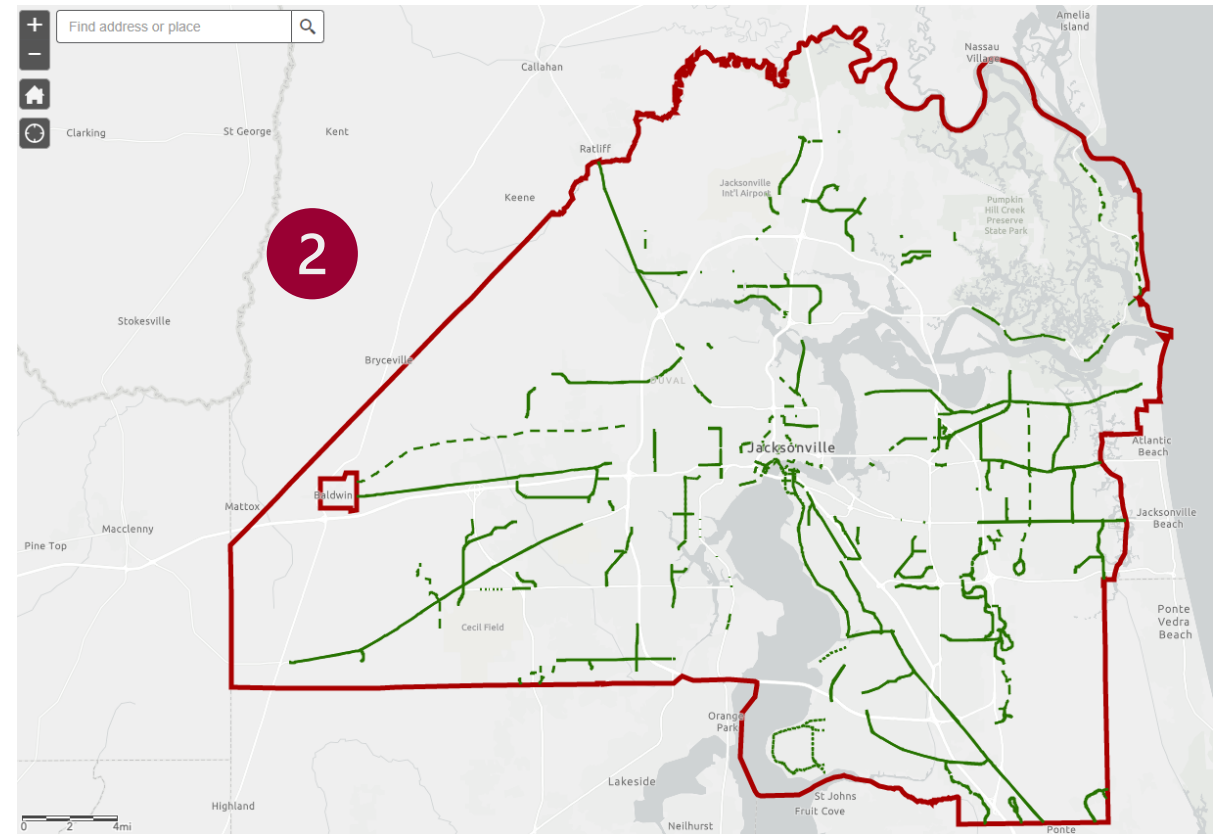 +
Find address or place
−
Amelia
Island
Nassau
Village
Callahan
Clarking
St George
Kent
Ratliff
Jacksonville
Int'l Airport
Keene
Pumpkin
Hill Creek
Preserve
State Park
2
Stokesville
Bryceville
DUVAL
Jacksonville
Atlantic
Beach
Baldwin
Mattox
Jacksonville
Beach
Macclenny
Pine Top
Ponte
Vedra
Beach
Cecil Field
Orange
Park
Lakeside
St Johns
Fruit Cove
Highland
Neilhurst
Ponte
0 2 4mi